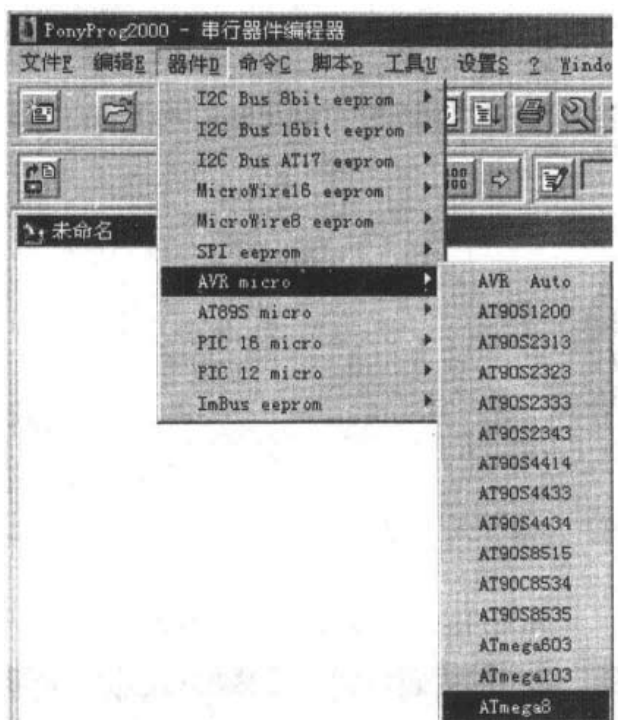 PonyProg2000 - 串行器件编程器
文件F 编辑E 器件D 命令C 脚本P 工具U 设置S ? Windo
I2C Bus 8bit eeprom
I2C Bus 16bit eeprom
I2C Bus AT17 eeprom
MicroWire16 eeprom
MicroWire8 eeprom
未命名
SPI eeprom
AVR micro
AT89S micro
PIC 16 micro
PIC 12 micro
ImBus eeprom
AVR Auto
AT90S1200
AT90S2313
AT90S2323
AT90S2333
AT90S2343
AT90S4414
AT90S4433
AT90S4434
AT90S8515
AT90C8534
AT90S8535
ATmega603
ATmega103
ATmega8